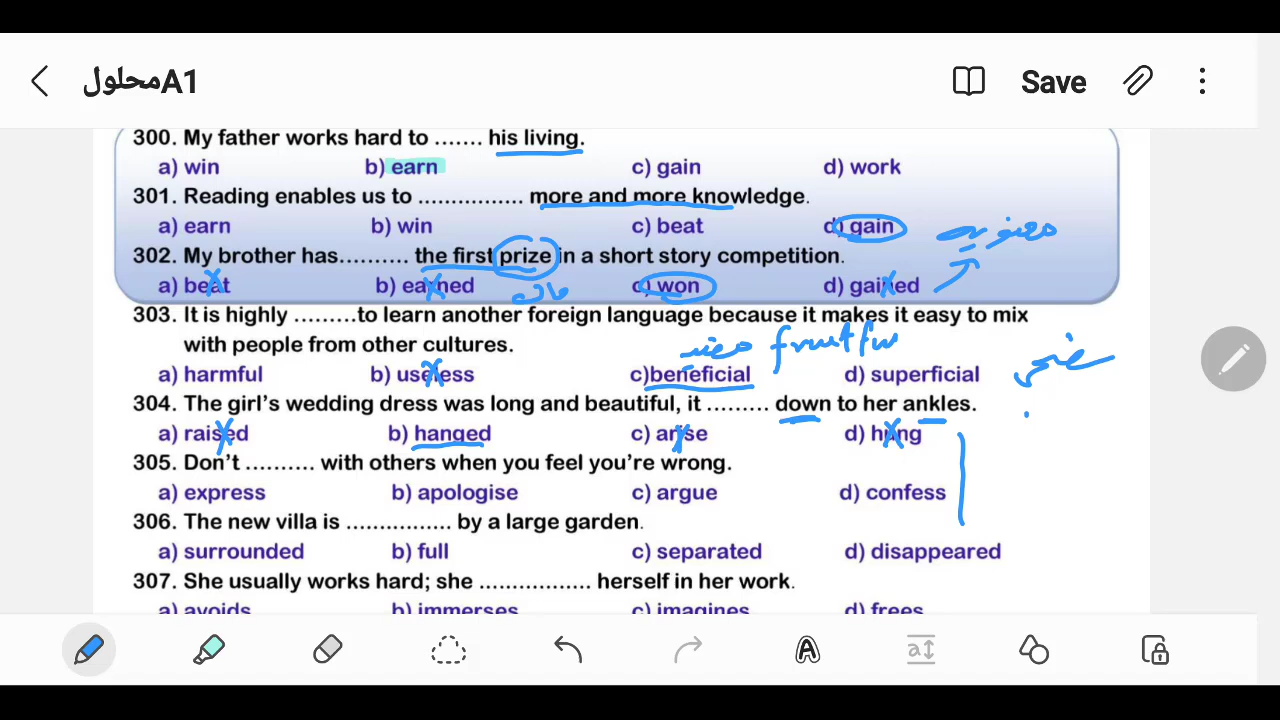 محلولA1
Save
300. My father works hard to ....... his living.
a) win b) earn c) gain d) work
301. Reading enables us to ................ more and more knowledge.
a) earn b) win c) beat d) gain
معنويه
302. My brother has.......... the first prize in a short story competition.
a) beat b) earned c) won d) gained
303. It is highly .........to learn another foreign language because it makes it easy to mix
with people from other cultures.
مفيد
a) harmful b) useless c)beneficial d) superficial
304. The girl's wedding dress was long and beautiful, it ......... down to her ankles.
a) raised b) hanged c) arise d) hung
305. Don't .......... with others when you feel you're wrong.
a) express b) apologise c) argue d) confess
306. The new villa is ................ by a large garden.
a) surrounded b) full c) separated d) disappeared
307. She usually works hard; she ................. herself in her work.
a) avoids b) immerses c) imagines d) frees
A a